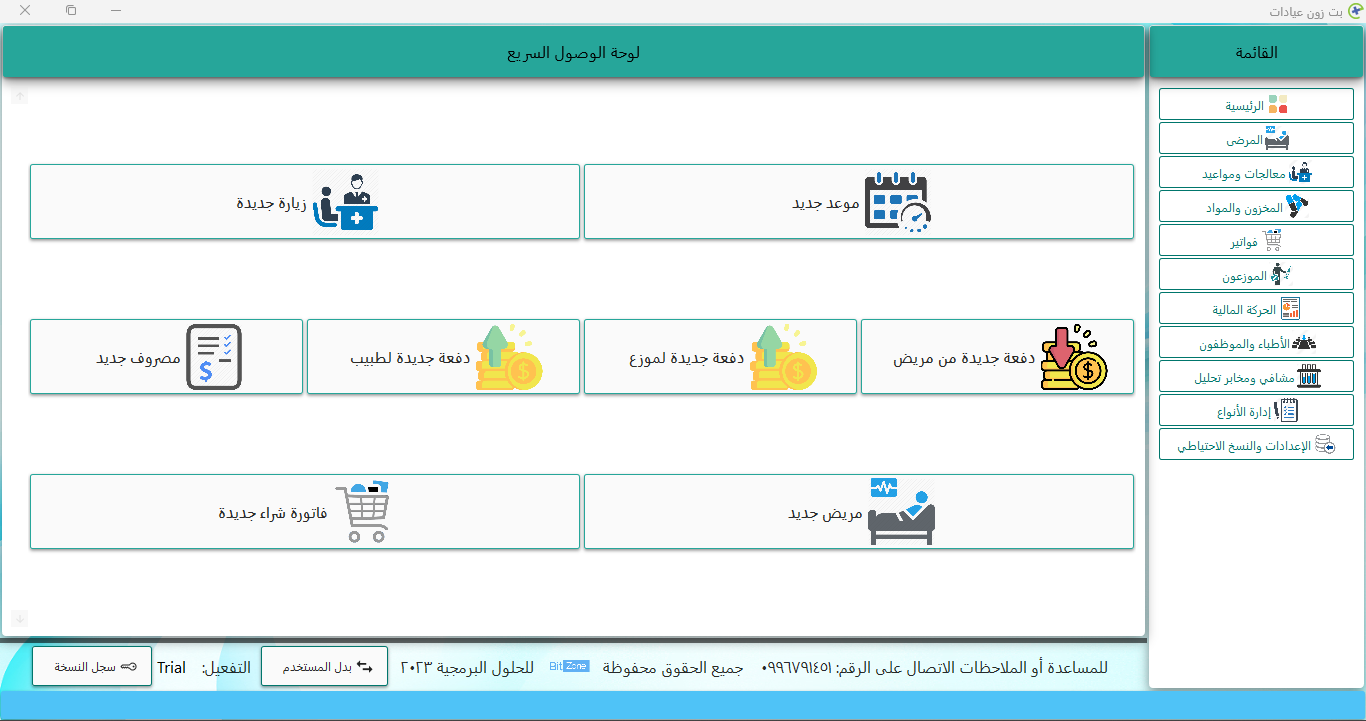 بت زون عيادات
القائمة
الرئيسية
المرضى
معالجات ومواعيد
المخزون والمواد
فواتير
الموزعون
الحركة المالية
الأطباء والموظفون
مشافي ومخابر تحليل
إدارة الأنواع
الإعدادات والنسخ الاحتياطي
لوحة الوصول السريع
موعد جديد
زيارة جديدة
دفعة جديدة من مريض
دفعة جديدة لموزع
دفعة جديدة لطبيب
مصروف جديد
مريض جديد
فاتورة شراء جديدة
للمساعدة أو الملاحظات الاتصال على الرقم: ٠٩٩٦٧٩١٤٥١ جميع الحقوق محفوظة BitZone للحلول البرمجية ٢٠٢٣ بدل المستخدم التفعيل: Trial سجل النسخة